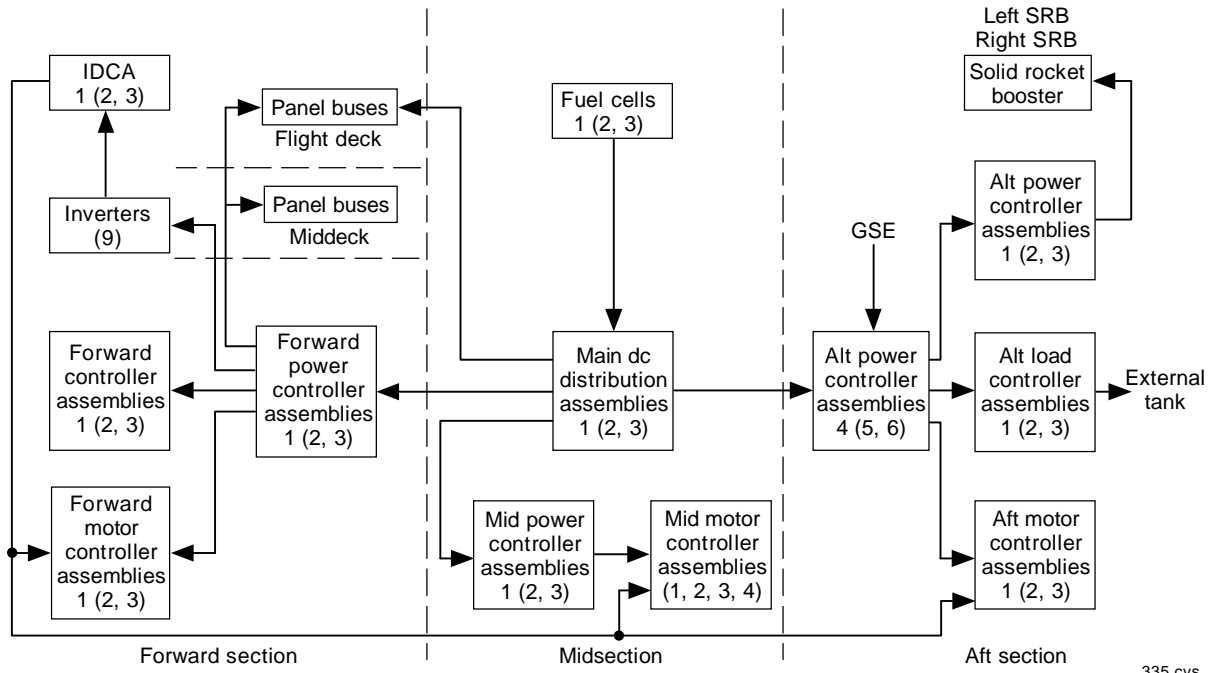 Left SRB
Right SRB
IDCA
1 (2, 3)
Panel buses
Flight deck
Fuel cells
1 (2, 3)
Solid rocket
booster
Inverters
(9)
Panel buses
Middeck
GSE
Alt power
controller
assemblies
1 (2, 3)
Forward
controller
assemblies
1 (2, 3)
Forward
power
controller
assemblies
1 (2, 3)
Main dc
distribution
assemblies
1 (2, 3)
Alt power
controller
assemblies
4 (5, 6)
Alt load
controller
assemblies
1 (2, 3)
External
tank
Forward
motor
controller
assemblies
1 (2, 3)
Mid power
controller
assemblies
1 (2, 3)
Mid motor
controller
assemblies
(1, 2, 3, 4)
Aft motor
controller
assemblies
1 (2, 3)
Forward section
Midsection
Aft section